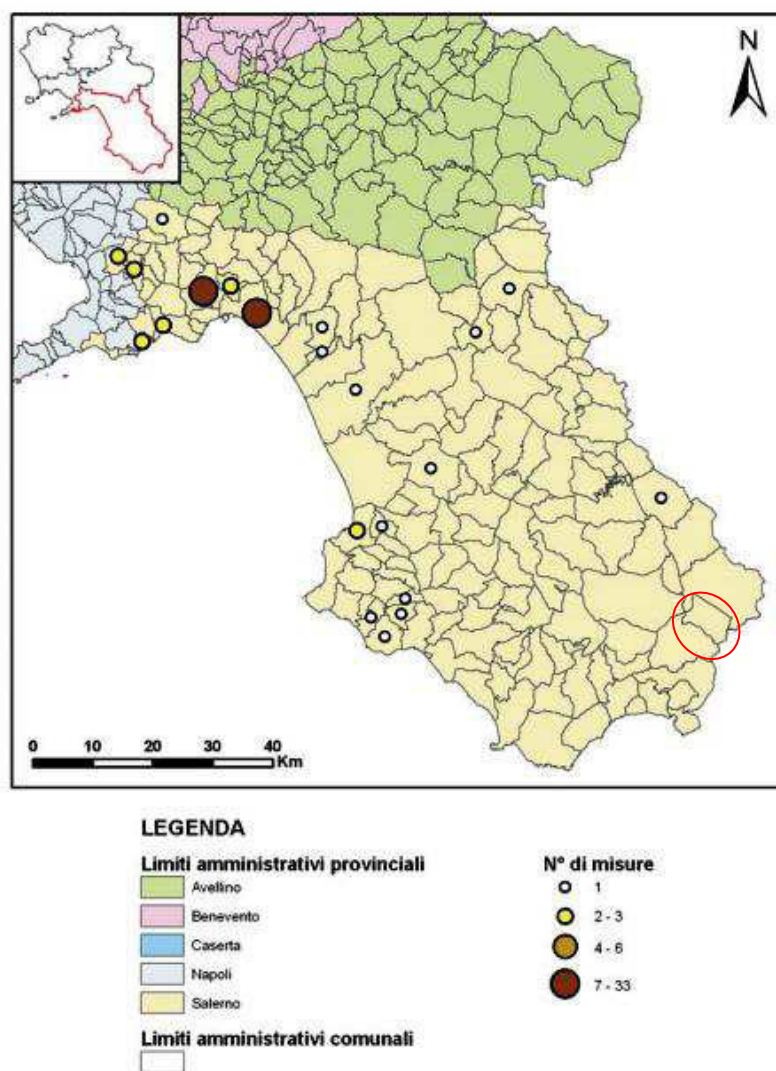 N
0 10 20 30 40
Km
LEGENDA
Limiti amministrativi provinciali
Avellino
Benevento
Caserta
Napoli
Salerno
Limiti amministrativi comunali
N° di misure
1
2 - 3
4 - 6
7 - 33